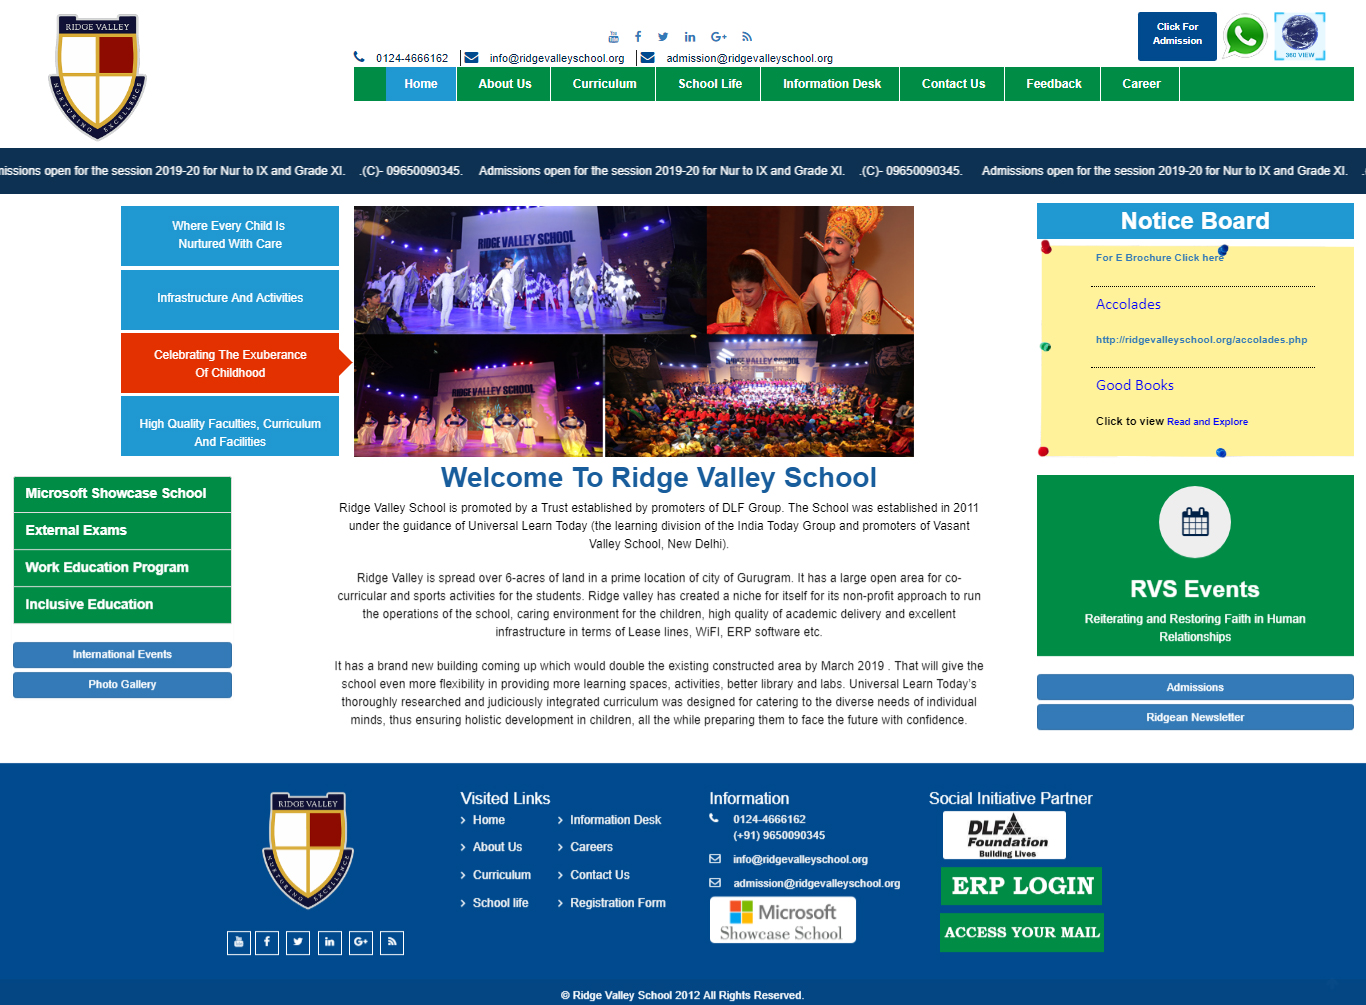 RIDGE VALLEY
NURTURING EXCELLENCE
Click For
Admission
360 VIEW
0124-4666162
info@ridgevalleyschool.org
admission@ridgevalleyschool.org
Home
About Us
Curriculum
School Life
Information Desk
Contact Us
Feedback
Career
nissions open for the session 2019-20 for Nur to IX and Grade XI. .(C)- 09650090345. Admissions open for the session 2019-20 for Nur to IX and Grade XI. .(C)- 09650090345. Admissions open for the session 2019-20 for Nur to IX and Grade XI.
Where Every Child Is
Nurtured With Care
Infrastructure And Activities
Celebrating The Exuberance
Of Childhood
High Quality Faculties, Curriculum
And Facilities
RIDGE VALLEY SCHOOL
RIDGE VALLEY SCHOOL
RIDGE VALLEY SCHOOL
Notice Board
For E Brochure Click here
Accolades
http://ridgevalleyschool.org/accolades.php
Good Books
Click to view Read and Explore
Microsoft Showcase School
External Exams
Work Education Program
Inclusive Education
International Events
Photo Gallery
Welcome To Ridge Valley School
Ridge Valley School is promoted by a Trust established by promoters of DLF Group. The School was established in 2011
under the guidance of Universal Learn Today (the learning division of the India Today Group and promoters of Vasant
Valley School, New Delhi).
Ridge Valley is spread over 6-acres of land in a prime location of city of Gurugram. It has a large open area for co-
curricular and sports activities for the students. Ridge valley has created a niche for itself for its non-profit approach to run
the operations of the school, caring environment for the children, high quality of academic delivery and excellent
infrastructure in terms of Lease lines, WiFI, ERP software etc.
It has a brand new building coming up which would double the existing constructed area by March 2019 . That will give the
school even more flexibility in providing more learning spaces, activities, better library and labs. Universal Learn Today's
thoroughly researched and judiciously integrated curriculum was designed for catering to the diverse needs of individual
minds, thus ensuring holistic development in children, all the while preparing them to face the future with confidence.
RVS Events
Reiterating and Restoring Faith in Human
Relationships
Admissions
Ridgean Newsletter
RIDGE VALLEY
NURTURING EXCELLENCE
Visited Links
Home
About Us
Curriculum
School life
Information Desk
Careers
Contact Us
Registration Form
Information
0124-4666162
(+91) 9650090345
info@ridgevalleyschool.org
admission@ridgevalleyschool.org
Microsoft
Showcase School
Social Initiative Partner
DLF
Foundation
Building Lives
ERP LOGIN
ACCESS YOUR MAIL
© Ridge Valley School 2012 All Rights Reserved.